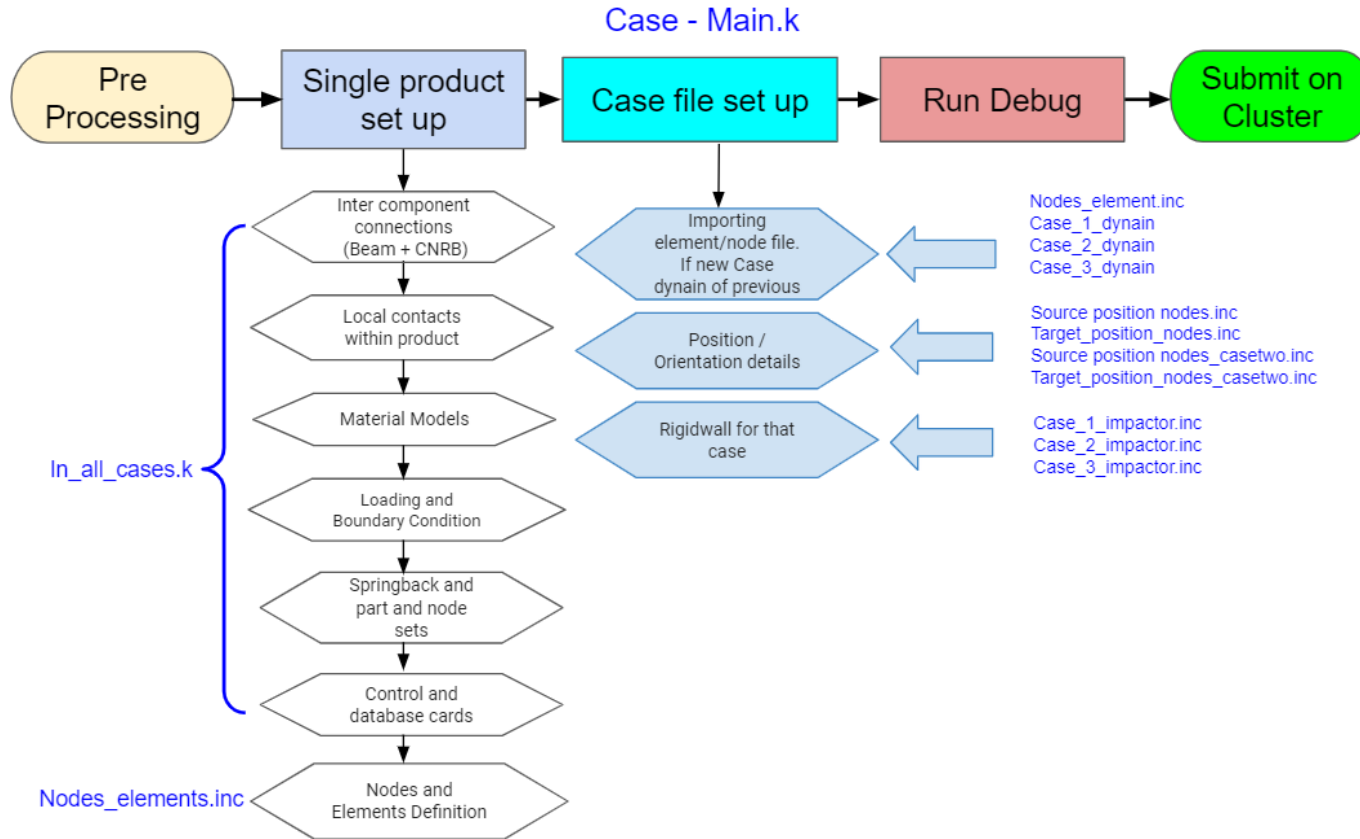 Case - Main.k
Pre
Processing
Single product
set up
Case file set up
Run Debug
Submit on
Cluster
Inter component
connections
(Beam + CNRB)
Local contacts
within product
Material Models
Loading and
Boundary Condition
Springback and
part and node
sets
Control and
database cards
Nodes and
Elements Definition
In_all_cases.k
Nodes_elements.inc
Importing
element/node file.
If new Case
dynain of previous
Position /
Orientation details
Rigidwall for that
case
Nodes_element.inc
Case_1_dynain
Case_2_dynain
Case_3_dynain
Source position nodes.inc
Target_position_nodes.inc
Source position nodes_casetwo.inc
Target_position_nodes_casetwo.inc
Case_1_impactor.inc
Case_2_impactor.inc
Case_3_impactor.inc